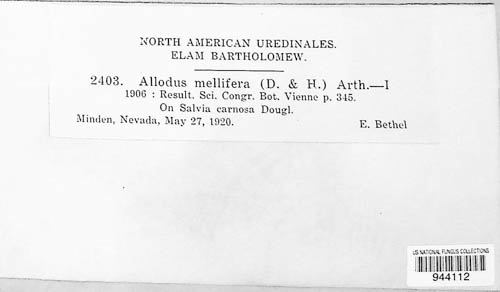 NORTH AMERICAN UREDINALES.
ELAM BARTHOLOMEW.
2403. Allodus mellifera (D. & H.) Arth.—I
1906 : Result. Sci. Congr. Bot. Vienne p. 345.
On Salvia carnosa Dougl.
Minden, Nevada, May 27, 1920. E. Bethel
US NATIONAL FUNGUS COLLECTIONS
944112